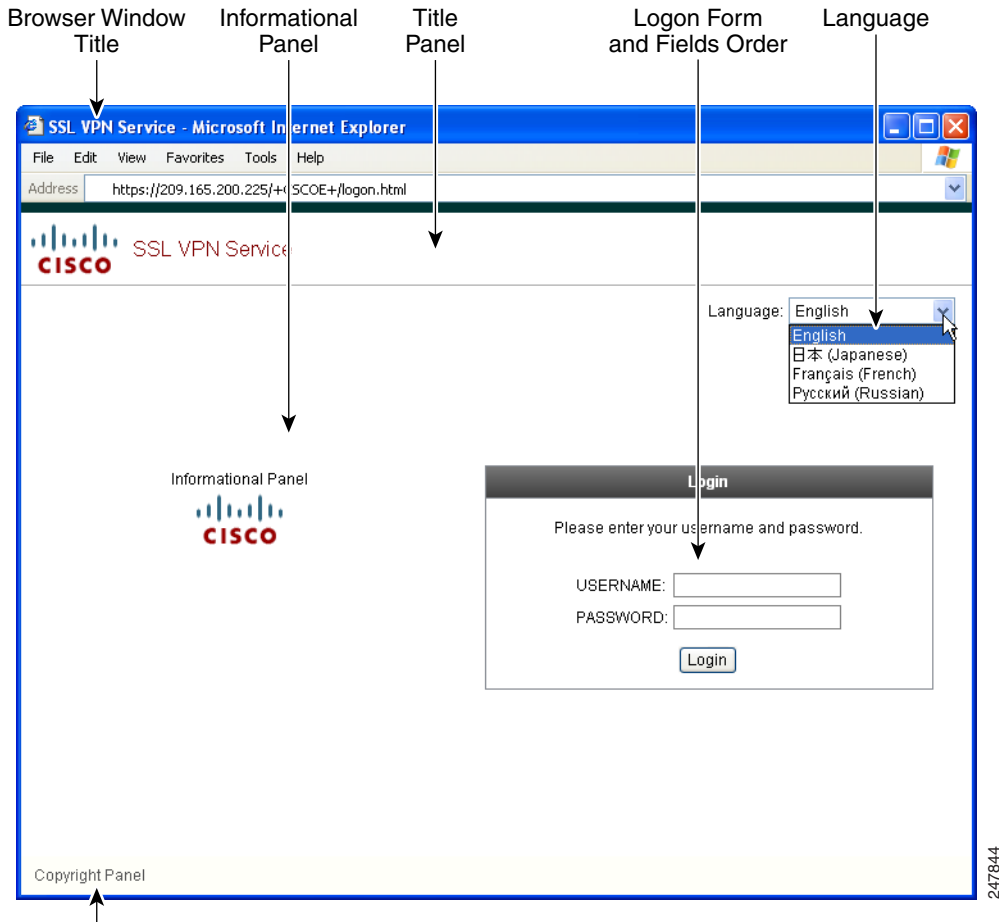 Browser Window Title
Informational Panel
Title Panel
Logon Form and Fields Order
Language
SSL VPN Service - Microsoft Internet Explorer
File Edit View Favorites Tools Help
Address https://209.165.200.225/+CSCOE+/logon.html
CISCO SSL VPN Service
Language: English
English
日本 (Japanese)
Français (French)
Русский (Russian)
Informational Panel
CISCO
Login
Please enter your username and password.
USERNAME:
PASSWORD:
Login
Copyright Panel
247844